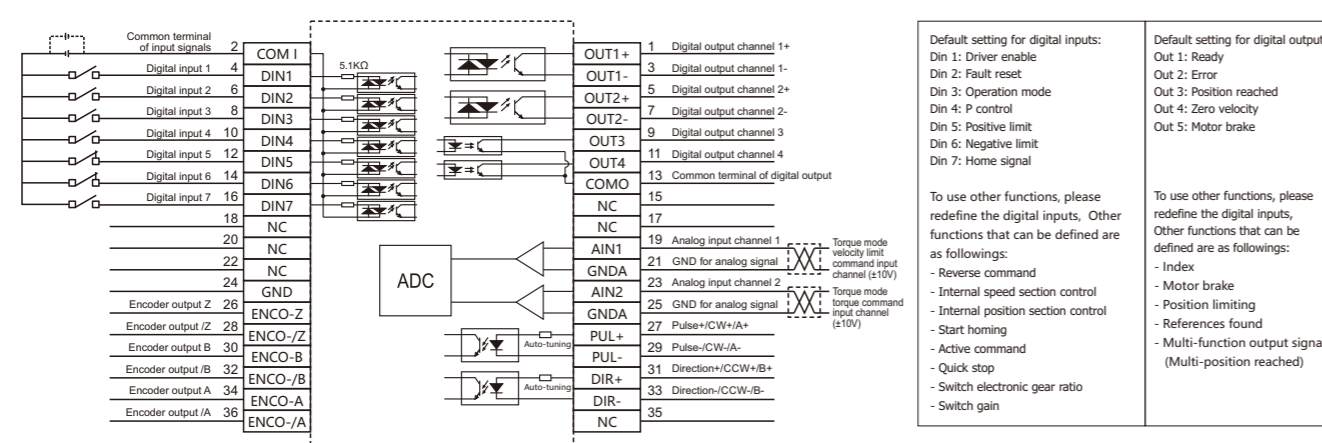 Common terminal
of input signals 2 COM I
Digital input 1 4 DIN1
Digital input 2 6 DIN2
Digital input 3 8 DIN3
Digital input 4 10 DIN4
Digital input 5 12 DIN5
Digital input 6 14 DIN6
Digital input 7 16 DIN7
18 NC
20 NC
22 NC
24 GND
Encoder output Z 26 ENCO-Z
Encoder output /Z 28 ENCO-/Z
Encoder output B 30 ENCO-B
Encoder output /B 32 ENCO-/B
Encoder output A 34 ENCO-A
Encoder output /A 36 ENCO-/A
5.1KΩ
ADC
Auto-tuning
Auto-tuning
OUT1+ 1 Digital output channel 1+
OUT1- 3 Digital output channel 1-
OUT2+ 5 Digital output channel 2+
OUT2- 7 Digital output channel 2-
OUT3 9 Digital output channel 3
OUT4 11 Digital output channel 4
COMO 13 Common terminal of digital output
NC 15
NC 17
AIN1 19 Analog input channel 1
GNDA 21 GND for analog signal
AIN2 23 Analog input channel 2
GNDA 25 GND for analog signal
PUL+ 27 Pulse+/CW+/A+
PUL- 29 Pulse-/CW-/A-
DIR+ 31 Direction+/CCW+/B+
DIR- 33 Direction-/CCW-/B-
NC 35
Torque mode
velocity limit
command input
channel (±10V)
Torque mode
torque command
input channel
(±10V)
Default setting for digital inputs:
Din 1: Driver enable
Din 2: Fault reset
Din 3: Operation mode
Din 4: P control
Din 5: Positive limit
Din 6: Negative limit
Din 7: Home signal
To use other functions, please
redefine the digital inputs, Other
functions that can be defined are
as followings:
- Reverse command
- Internal speed section control
- Internal position section control
- Start homing
- Active command
- Quick stop
- Switch electronic gear ratio
- Switch gain
Default setting for digital output
Out 1: Ready
Out 2: Error
Out 3: Position reached
Out 4: Zero velocity
Out 5: Motor brake
To use other functions, please
redefine the digital inputs,
Other functions that can be
defined are as followings:
- Index
- Motor brake
- Position limiting
- References found
- Multi-function output signa
(Multi-position reached)